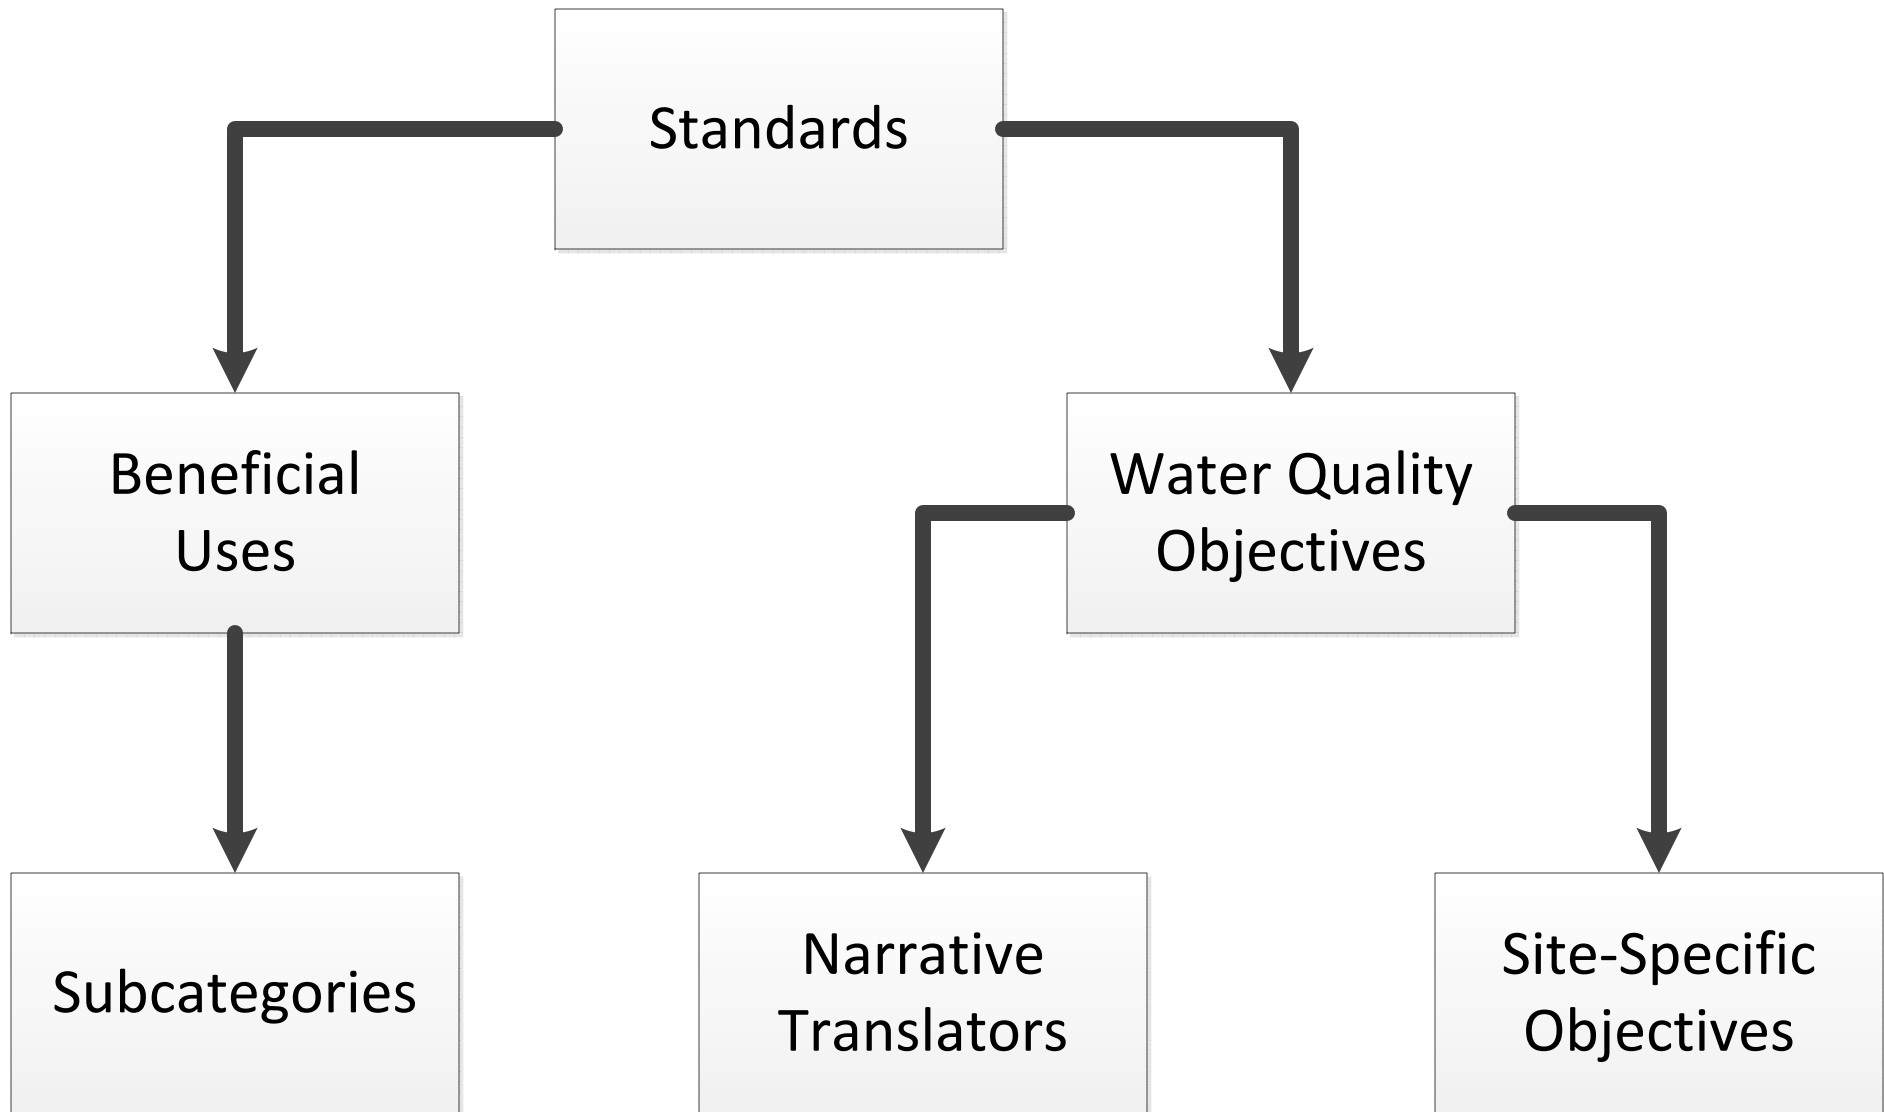 Standards
Beneficial
Uses
Water Quality
Objectives
Subcategories
Narrative
Translators
Site-Specific
Objectives